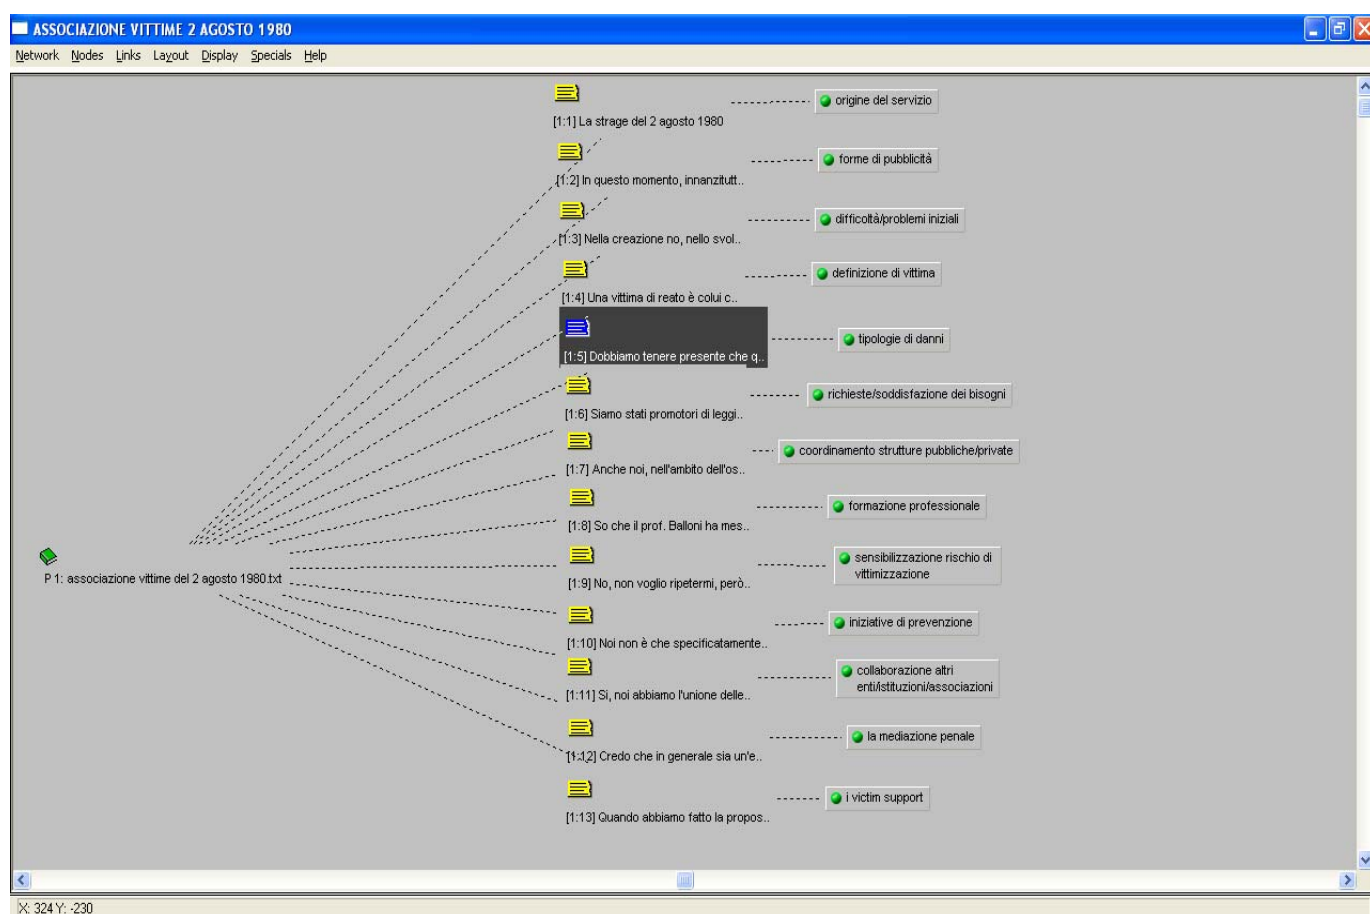 ASSOCIAZIONE VITTIME 2 AGOSTO 1980
Network Nodes Links Layout Display Specials Help
origine del servizio
[1:1] La strage del 2 agosto 1980
forme di pubblicità
[1:2] In questo momento, innanzitutt..
difficoltà/problemi iniziali
[1:3] Nella creazione no, nello svol..
definizione di vittima
[1:4] Una vittima di reato è colui c..
tipologie di danni
[1:5] Dobbiamo tenere presente che q..
richieste/soddisfazione dei bisogni
[1:6] Siamo stati promotori di leggi..
coordinamento strutture pubbliche/private
[1:7] Anche noi, nell'ambito dell'os..
formazione professionale
[1:8] So che il prof. Balloni ha mes..
sensibilizzazione rischio di
vittimizzazione
P 1: associazione vittime del 2 agosto 1980.txt
[1:9] No, non voglio ripetermi, però..
iniziative di prevenzione
[1:10] Noi non è che specificatamente..
collaborazione altri
enti/istituzioni/associazioni
[1:11] Si, noi abbiamo l'unione delle..
la mediazione penale
[1:12] Credo che in generale sia un'e..
i victim support
[1:13] Quando abbiamo fatto la propos..
X: 324 Y: -230